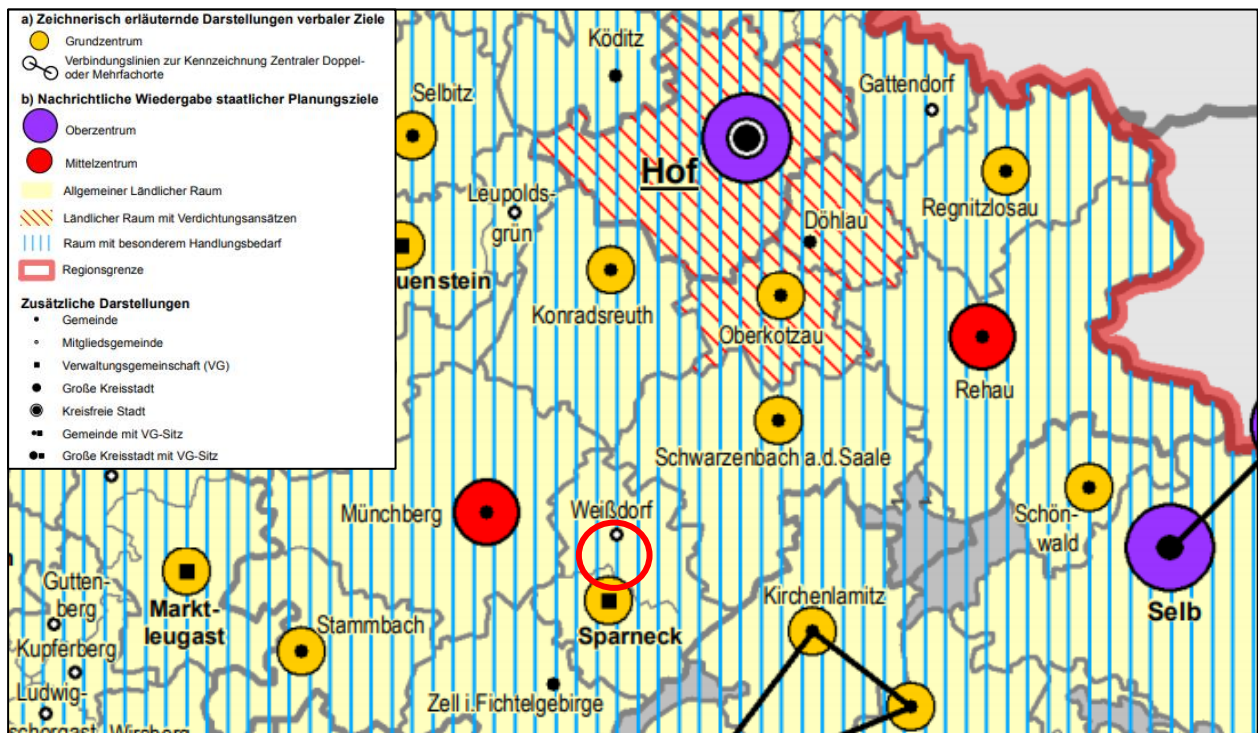 a) Zeichnerisch erläuternde Darstellungen verbaler Ziele
Grundzentrum
Verbindungslinien zur Kennzeichnung Zentraler Doppel-
oder Mehrfachorte
b) Nachrichtliche Wiedergabe staatlicher Planungsziele
Oberzentrum
Mittelzentrum
Allgemeiner Ländlicher Raum
Ländlicher Raum mit Verdichtungsansätzen
Raum mit besonderem Handlungsbedarf
Regionsgrenze
Zusätzliche Darstellungen
Gemeinde
Mitgliedsgemeinde
Verwaltungsgemeinschaft (VG)
Große Kreisstadt
Kreisfreie Stadt
Gemeinde mit VG-Sitz
Große Kreisstadt mit VG-Sitz
Köditz
Selbitz
Gattendorf
Hof
Leupolds-
grün
Regnitzlosau
Döhlau
uenstein
Konradsreuth
Oberkotzau
Rehau
Schwarzenbach a.d.Saale
Münchberg
Weißdorf
Schön-
wald
Gutten-
berg
Markt-
leugast
Kirchenlamitz
Selb
Stammbach
Sparneck
Kupferberg
Ludwig-
Zell i.Fichtelgebirge
schorgast
Wirsberg